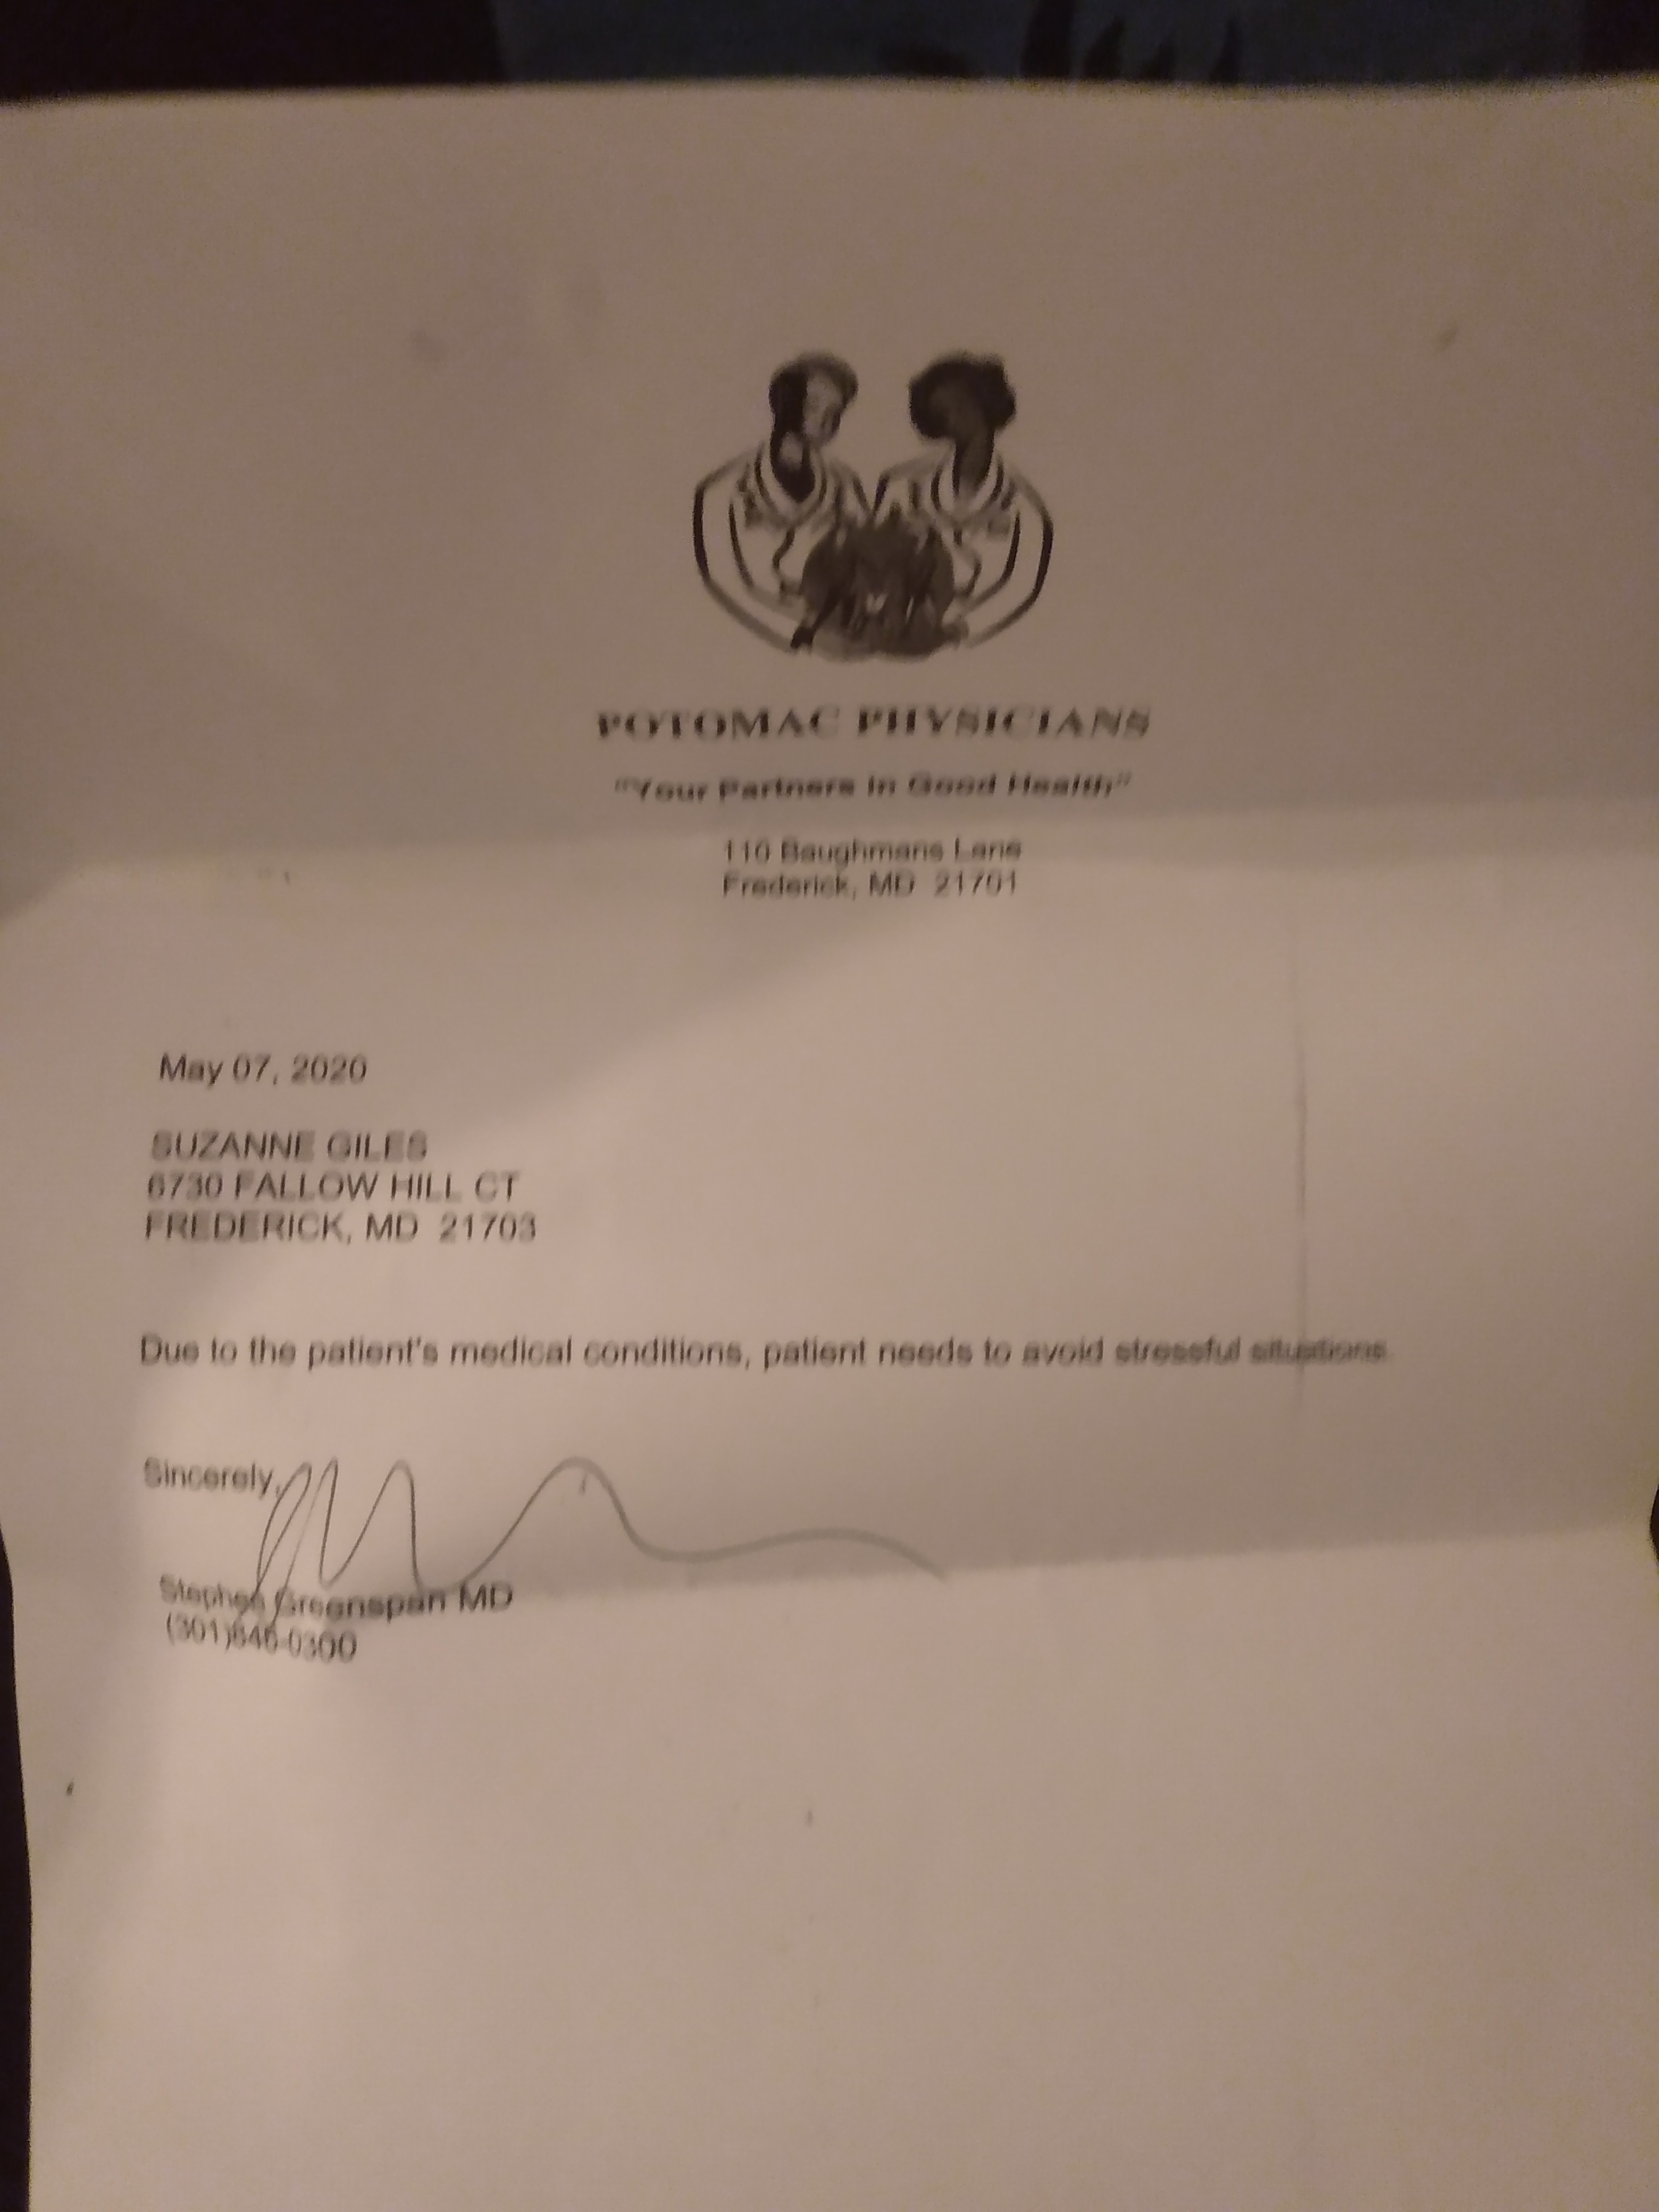 POTOMAC PHYSICIANS
"Your Partners in Good Health"
110 Baughmans Lane
Frederick, MD 21701
May 07, 2020
SUZANNE GILES
6730 FALLOW HILL CT
FREDERICK, MD 21703
Due to the patient's medical conditions, patient needs to avoid stressful situations.
Sincerely,
Stephen Greenspan MD